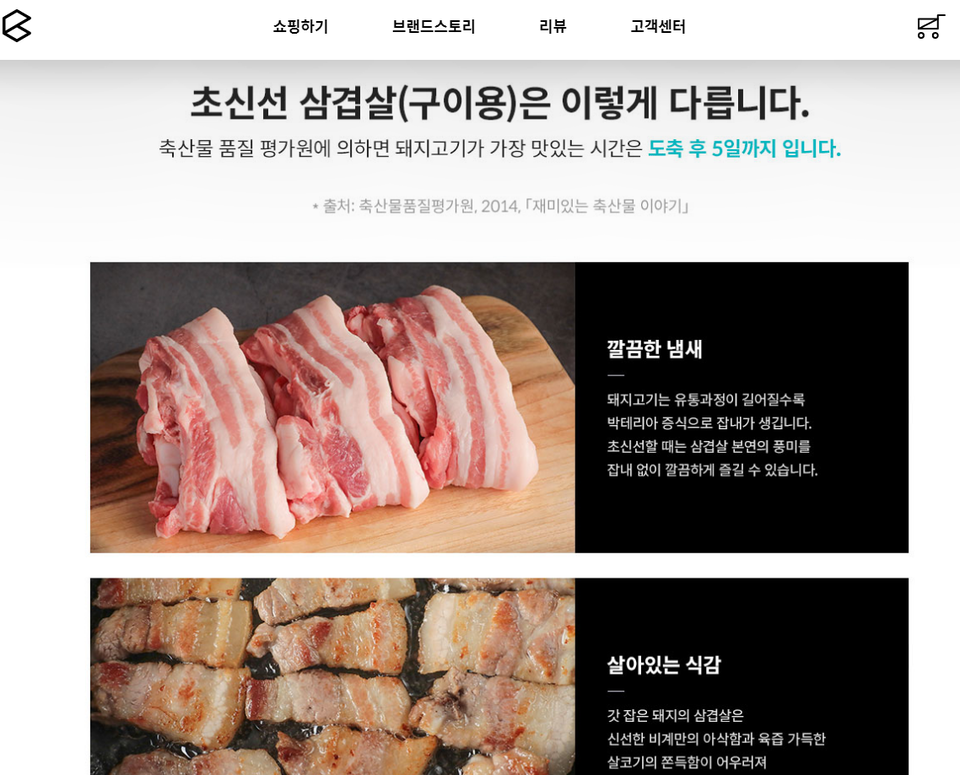 쇼핑하기 브랜드스토리 리뷰 고객센터
초신선 삼겹살(구이용)은 이렇게 다릅니다.
축산물 품질 평가원에 의하면 돼지고기가 가장 맛있는 시간은 도축 후 5일까지 입니다.
* 출처: 축산물품질평가원, 2014, 「재미있는 축산물 이야기」
깔끔한 냄새
돼지고기는 유통과정이 길어질수록
박테리아 증식으로 잡내가 생깁니다.
초신선할 때는 삼겹살 본연의 풍미를
잡내 없이 깔끔하게 즐길 수 있습니다.
살아있는 식감
갓 잡은 돼지의 삼겹살은
신선한 비계만의 아삭함과 육즙 가득한
살코기의 쫀득함이 어우러져